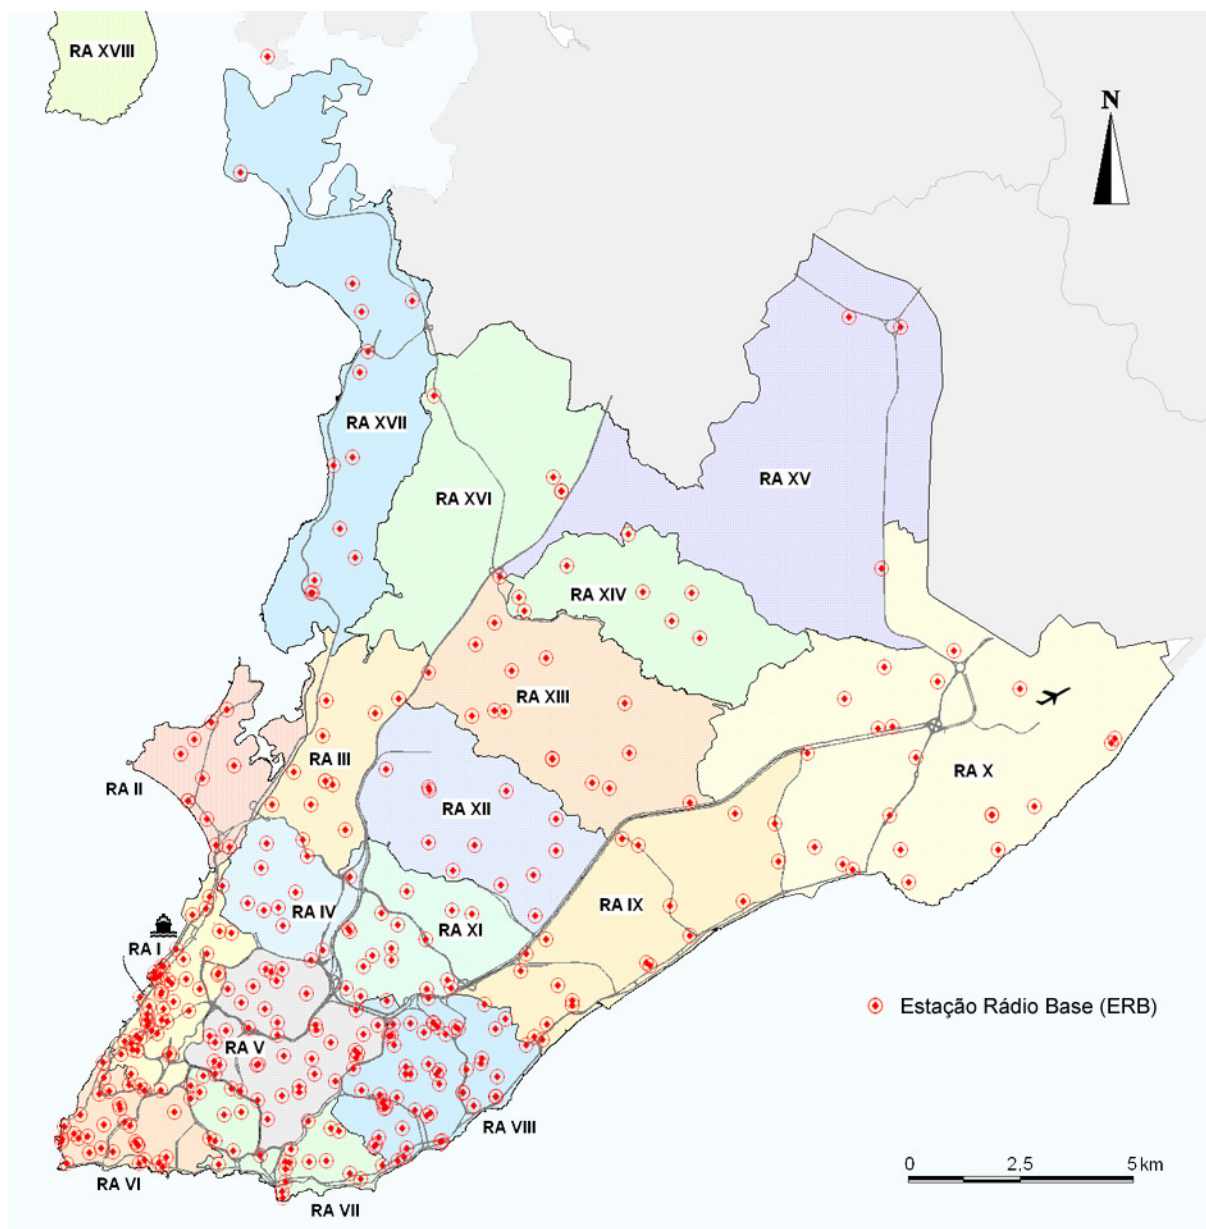 RA XVIII
N
RA XVII
RA XVI
RA XV
RA XIV
RA XIII
RA III
RA II
RA X
RA XII
RA IX
RA IV
RA XI
RA I
Estação Rádio Base (ERB)
RA V
RA VIII
RA VI
RA VII
0 2,5 5 km